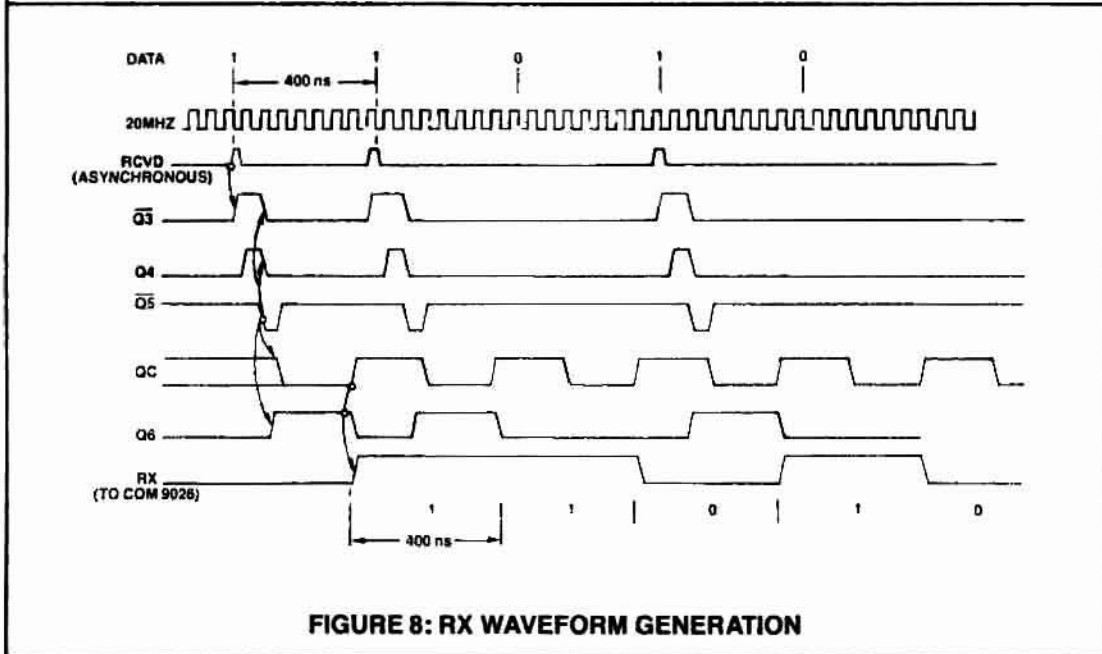 DATA 1 1 0 1 0
400 ns
20MHZ
RCVD
(ASYNCHRONOUS)
Q3
Q4
Q5
QC
Q6
RX
(TO COM 9026)
1 1 0 1 0
400 ns
FIGURE 8: RX WAVEFORM GENERATION